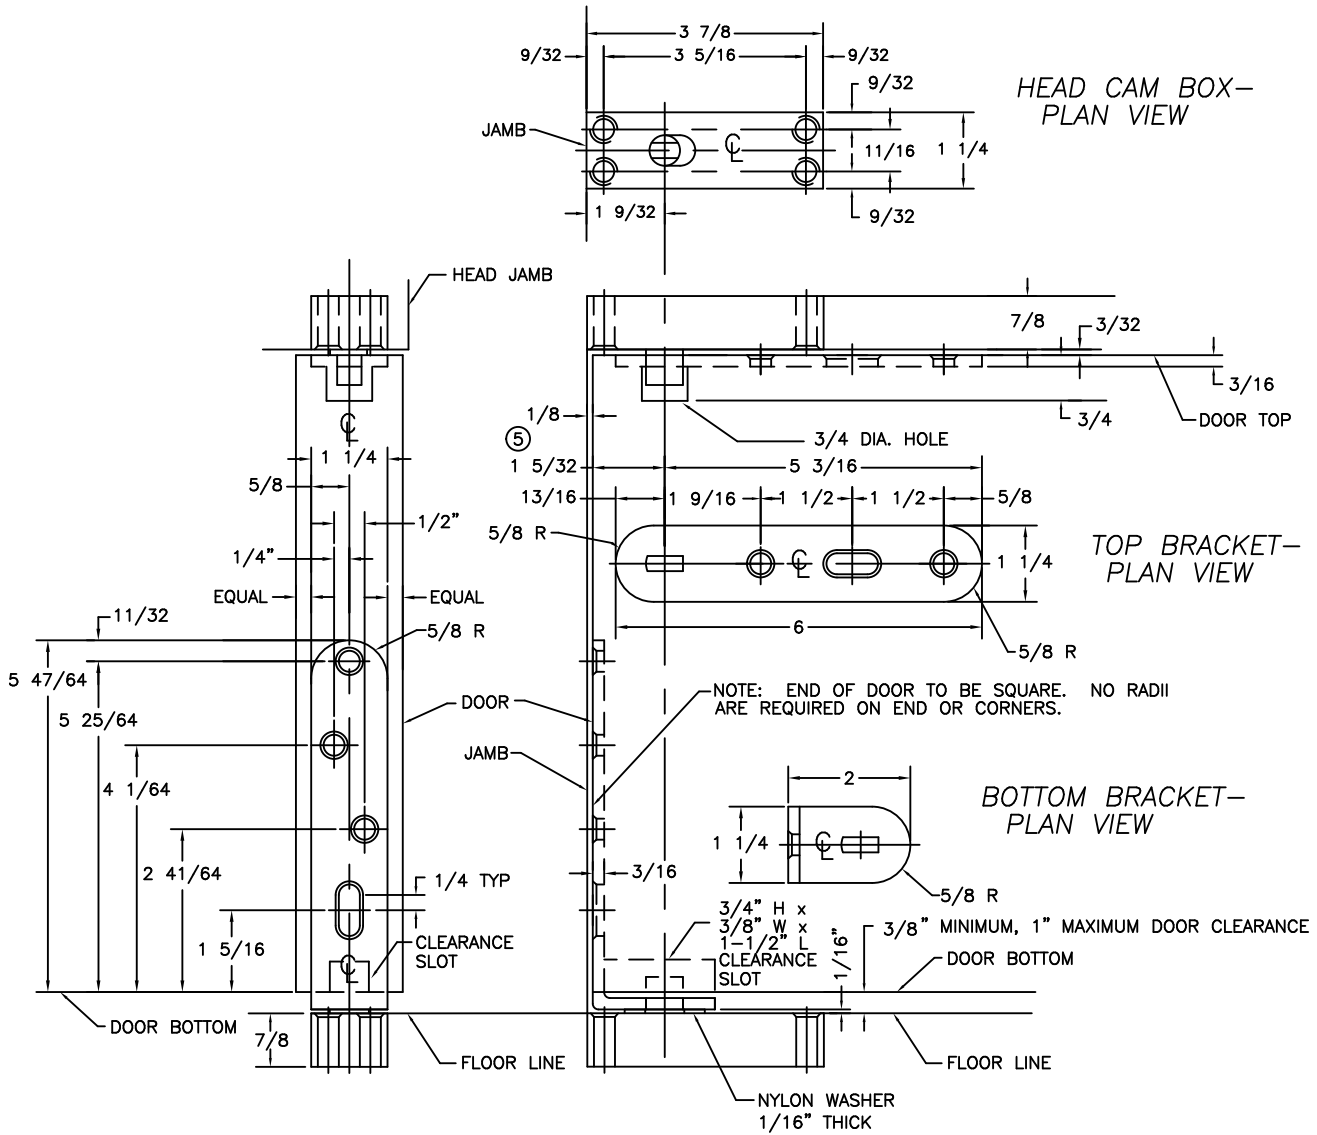 3 7/8
9/32
3 5/16
9/32
9/32
HEAD CAM BOX–
PLAN VIEW
JAMB
℄
11/16
1 1/4
1 9/32
9/32
HEAD JAMB
7/8
3/32
3/16
1/8
3/4
DOOR TOP
℄
5
3/4 DIA. HOLE
1 1/4
1 5/32
5 3/16
5/8
13/16
1 9/16
1 1/2
1 1/2
5/8
1/2"
5/8 R
1/4"
℄
1 1/4
TOP BRACKET–
PLAN VIEW
EQUAL
EQUAL
11/32
5/8 R
6
5/8 R
5 47/64
5 25/64
DOOR
NOTE: END OF DOOR TO BE SQUARE. NO RADII
ARE REQUIRED ON END OR CORNERS.
JAMB
4 1/64
2
BOTTOM BRACKET–
PLAN VIEW
1 1/4
℄
2 41/64
1/4 TYP
3/16
5/8 R
3/4" H x
3/8" W x
1–1/2" L
CLEARANCE
SLOT
1/16"
3/8" MINIMUM, 1" MAXIMUM DOOR CLEARANCE
1 5/16
CLEARANCE
SLOT
℄
DOOR BOTTOM
DOOR BOTTOM
7/8
FLOOR LINE
FLOOR LINE
NYLON WASHER
1/16" THICK